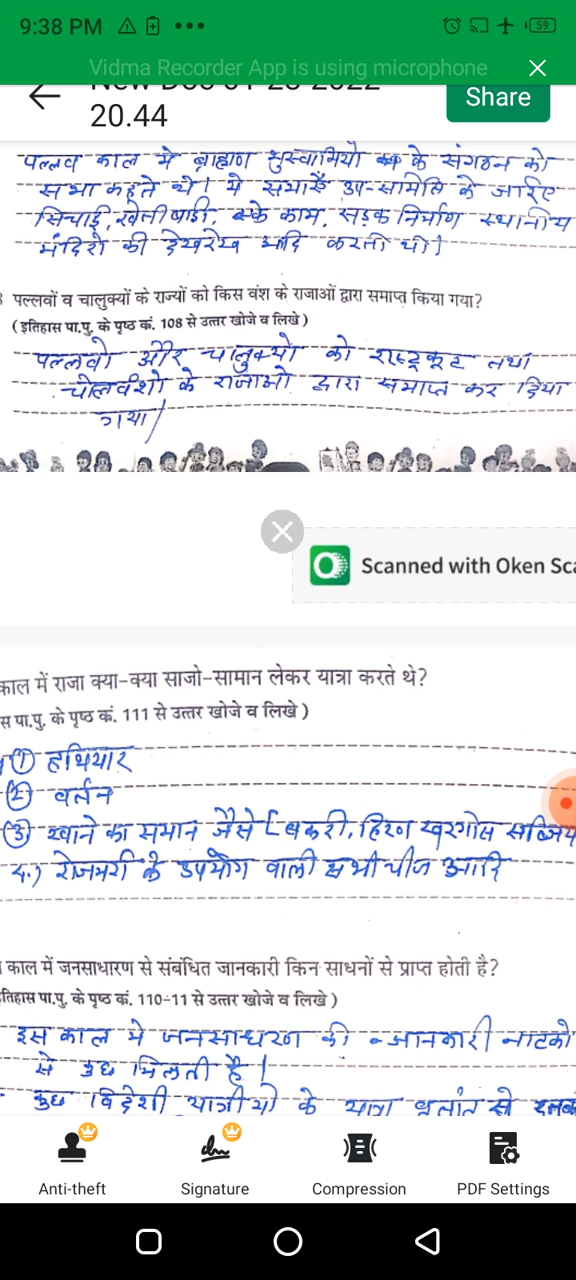 9:38 PM
59
Vidma Recorder App is using microphone
20.44
Share
पल्लव काल मे ब्राह्मण भुस्वामियो के संगठन को
सभा कहते थे। ये सभाएँ उप-सामिति के जरिए
सिचाई, खेतीबाडी, के काम, सड़क निर्माण स्थानीय
मंदिरो की देखरेख आदि करती थी।
पल्लवों व चालुक्यों के राज्यों को किस वंश के राजाओं द्वारा समाप्त किया गया?
(इतिहास पा.पु. के पृष्ठ कं. 108 से उत्तर खोजे व लिखे)
पल्लवो और चालुक्यो को राष्ट्रकूट तथा
चोलवंशो के राजाओ द्वारा समाप्त कर दिया
गया/
Scanned with Oken Sca
काल में राजा क्या-क्या साजो-सामान लेकर यात्रा करते थे?
स पा.पु. के पृष्ठ कं. 111 से उत्तर खोजे व लिखे)
① हथियार
② बर्तन
③ खाने का समान जैसे [बकरी, हिरण खरगोस सब्जिय
4.) रोजमर्रा के उपयोग वाली सभी चीज आदि
काल में जनसाधारण से संबंधित जानकारी किन साधनों से प्राप्त होती है?
तिहास पा.पु. के पृष्ठ कं. 110-11 से उत्तर खोजे व लिखे)
इस काल मे जनसाधरण की जानकारी नाटको
से कुछ मिलती है।
कुछ विदेशी यात्रीयो के यात्रा वृतांत से
Anti-theft
Signature
Compression
PDF Settings